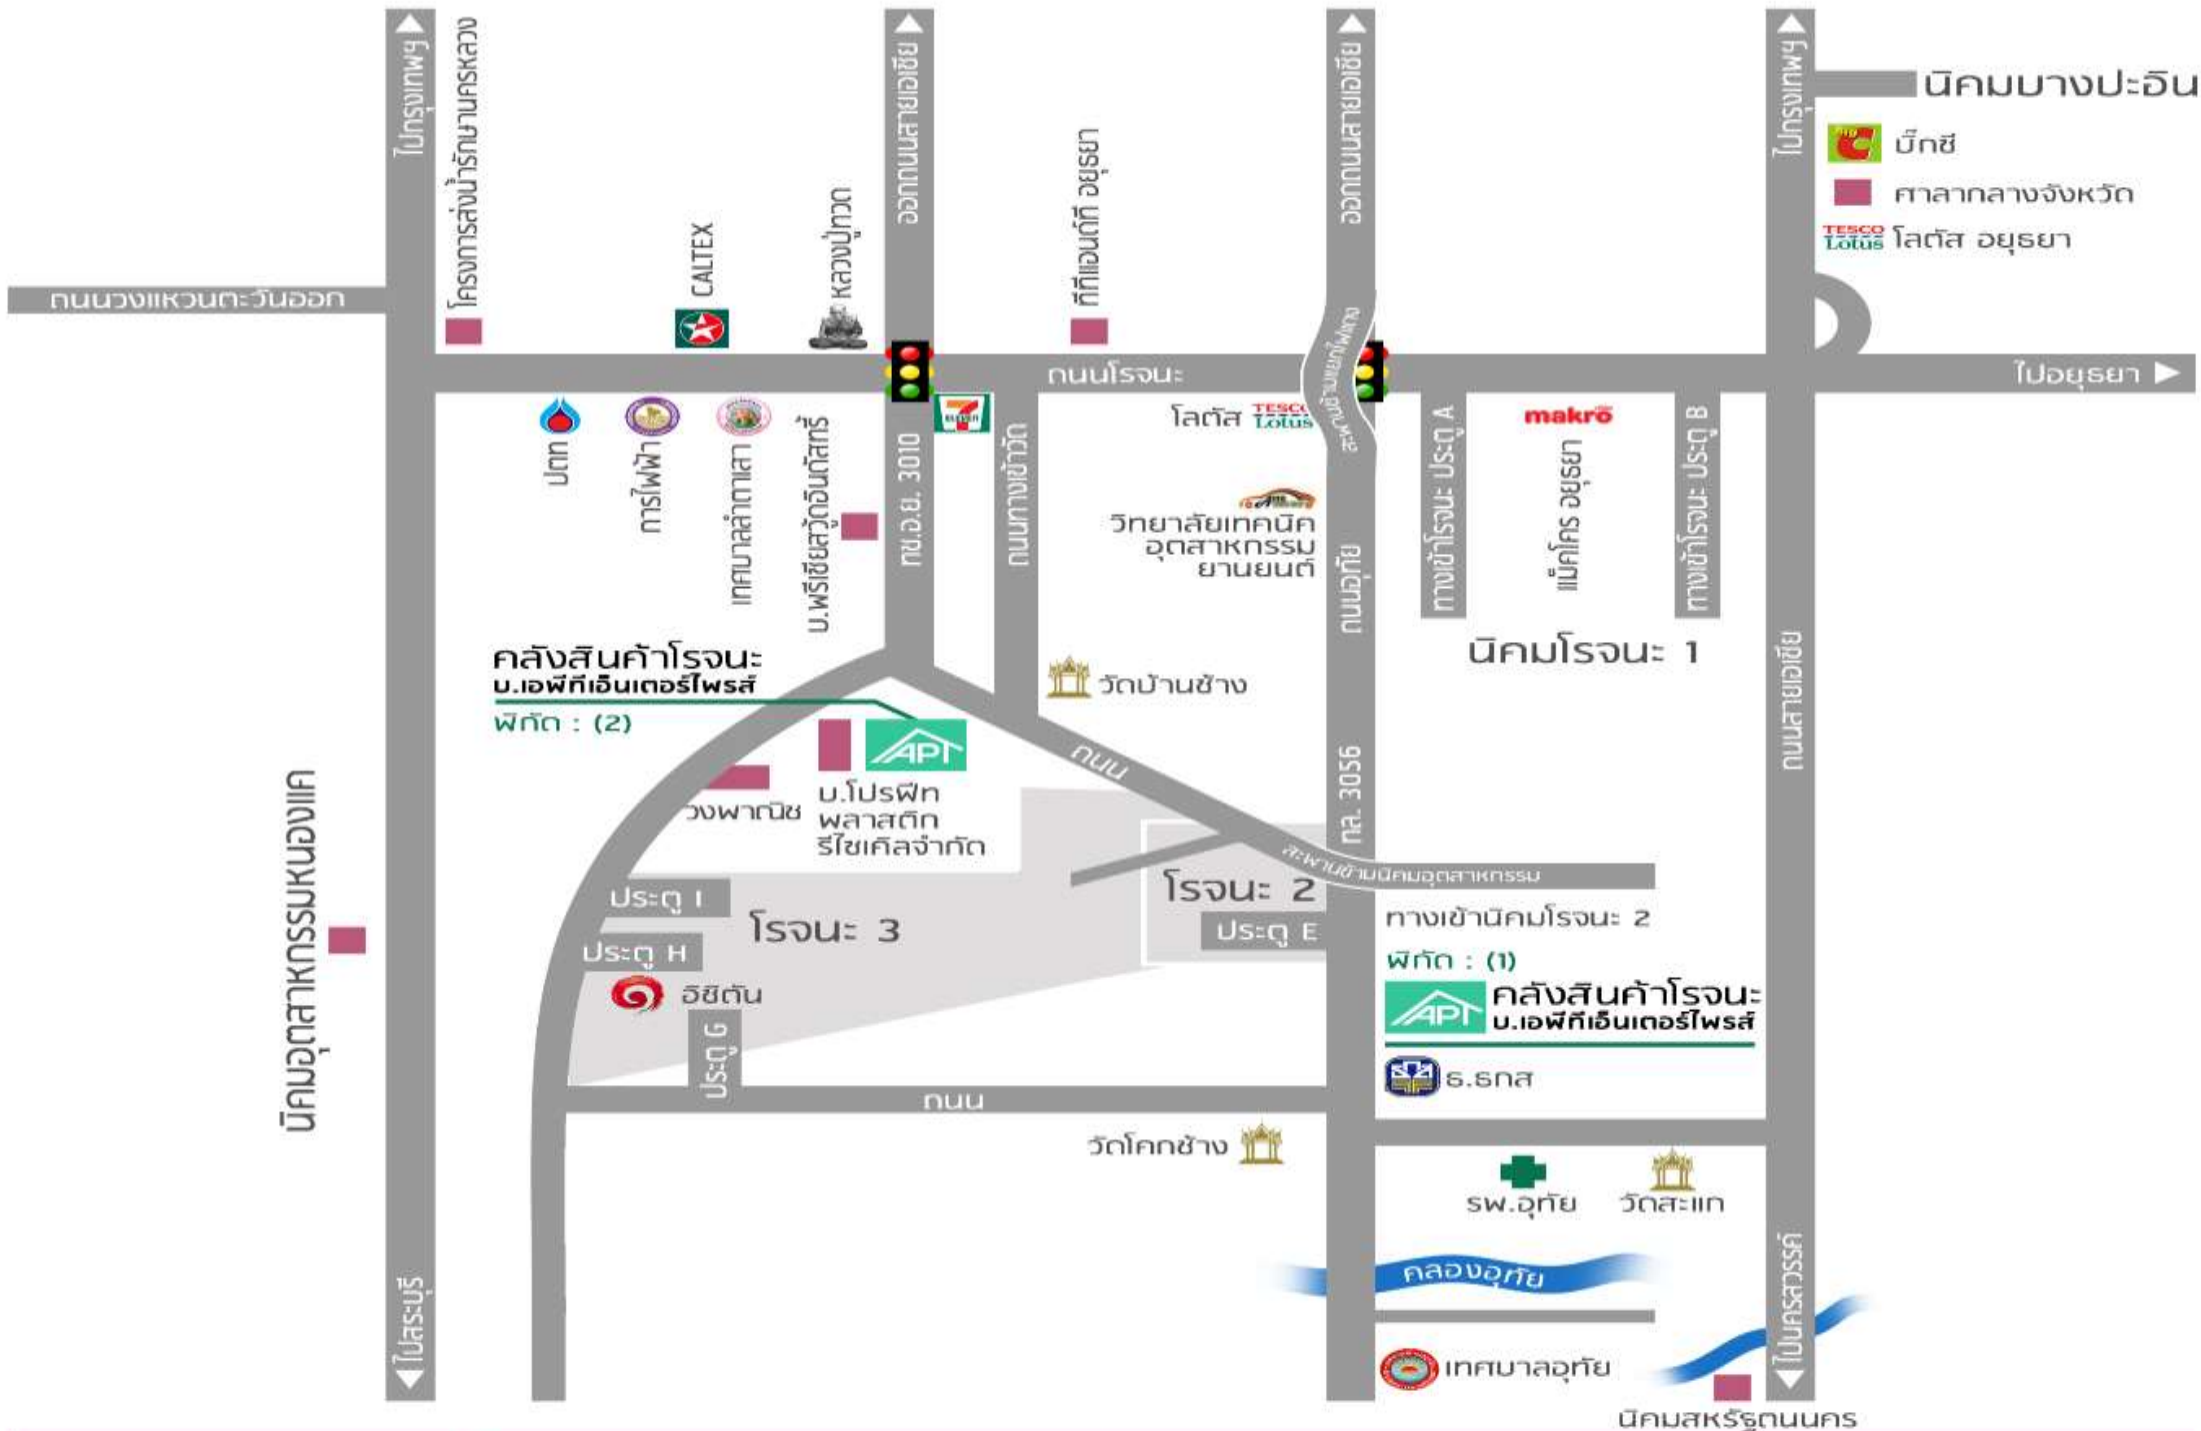 ไปกรุงเทพฯ
โครงการส่งน้ำรักษานครหลวง
ออกถนนสายเอเชีย
ออกถนนสายเอเชีย
ไปกรุงเทพฯ
นิคมบางปะอิน
Big C
บิ๊กซี
ศาลากลางจังหวัด
TESCO
Lotus
โลตัส อยุธยา
ถนนวงแหวนตะวันออก
CALTEX
หลวงปู่ทวด
ทีทีแอนด์ที อยุธยา
สะพานข้ามแยกไฟแดง
ถนนโรจนะ
ไปอยุธยา
ปตท
การไฟฟ้า
เทศบาลลำตาเสา
บ.พรีเชียสวู้ดอินดัสทรี่
ทช.อ.ย. 3010
7
ELEVEN
ถนนทางเข้าวัด
โลตัส
TESCO
Lotus
วิทยาลัยเทคนิค
อุตสาหกรรม
ยานยนต์
ถนนอุทัย
ทางเข้าโรจนะ ประตู A
makro
แม็คโคร อยุธยา
ทางเข้าโรจนะ ประตู B
นิคมโรจนะ 1
ถนนสายเอเชีย
คลังสินค้าโรจนะ
บ.เอพีทีเอ็นเตอร์ไพรส์
พิกัด : (2)
วัดบ้านช้าง
APT
ถนน
วงพาณิช
บ.โปรฟีท
พลาสติก
รีไซเคิลจำกัด
ทล. 3056
นิคมอุตสาหกรรมหนองแค
ประตู I
โรจนะ 3
ประตู H
อิชิตัน
ประตู G
โรจนะ 2
ประตู E
สะพานข้ามนิคมอุตสาหกรรม
ทางเข้านิคมโรจนะ 2
พิกัด : (1)
APT
คลังสินค้าโรจนะ
บ.เอพีทีเอ็นเตอร์ไพรส์
ธ.ธกส
ถนน
วัดโคกช้าง
รพ.อุทัย
วัดสะแก
คลองอุทัย
ไปสระบุรี
ไปนครสวรรค์
เทศบาลอุทัย
นิคมสหรัฐตนนคร